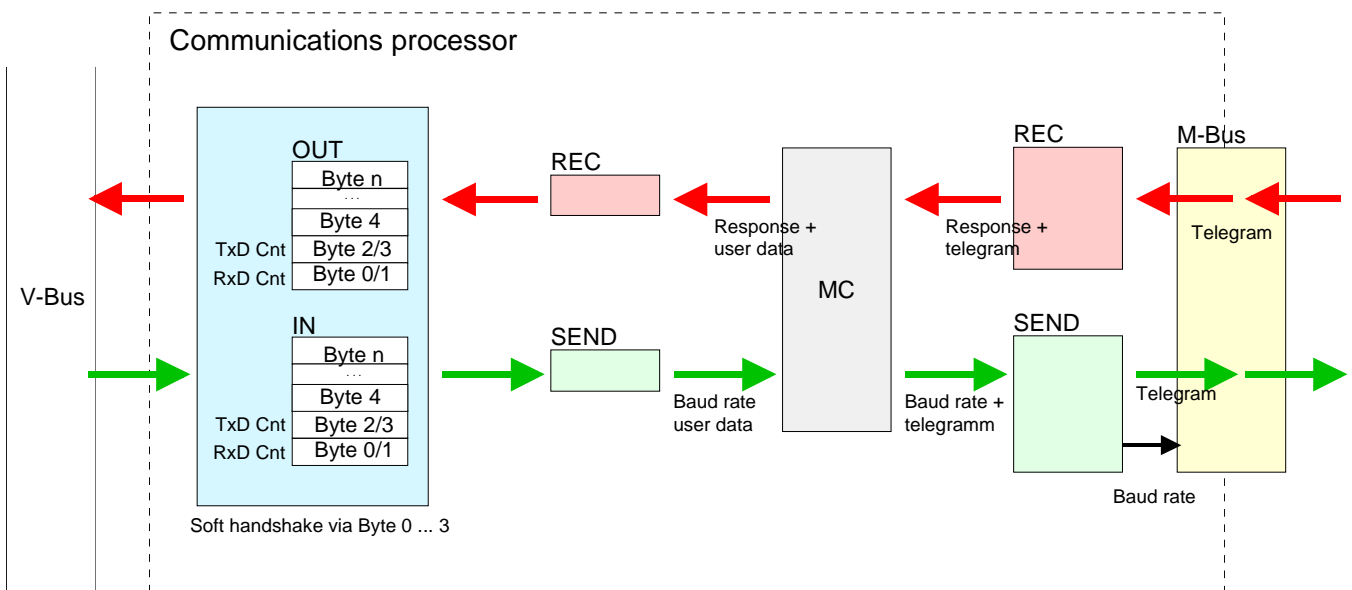 Communications processor
V-Bus
OUT
Byte n
...
Byte 4
TxD Cnt
Byte 2/3
RxD Cnt
Byte 0/1
IN
Byte n
...
Byte 4
TxD Cnt
Byte 2/3
RxD Cnt
Byte 0/1
Soft handshake via Byte 0 ... 3
REC
Response +
user data
SEND
Baud rate
user data
MC
REC
Response +
telegram
SEND
Baud rate +
telegramm
M-Bus
Telegram
Telegram
Baud rate